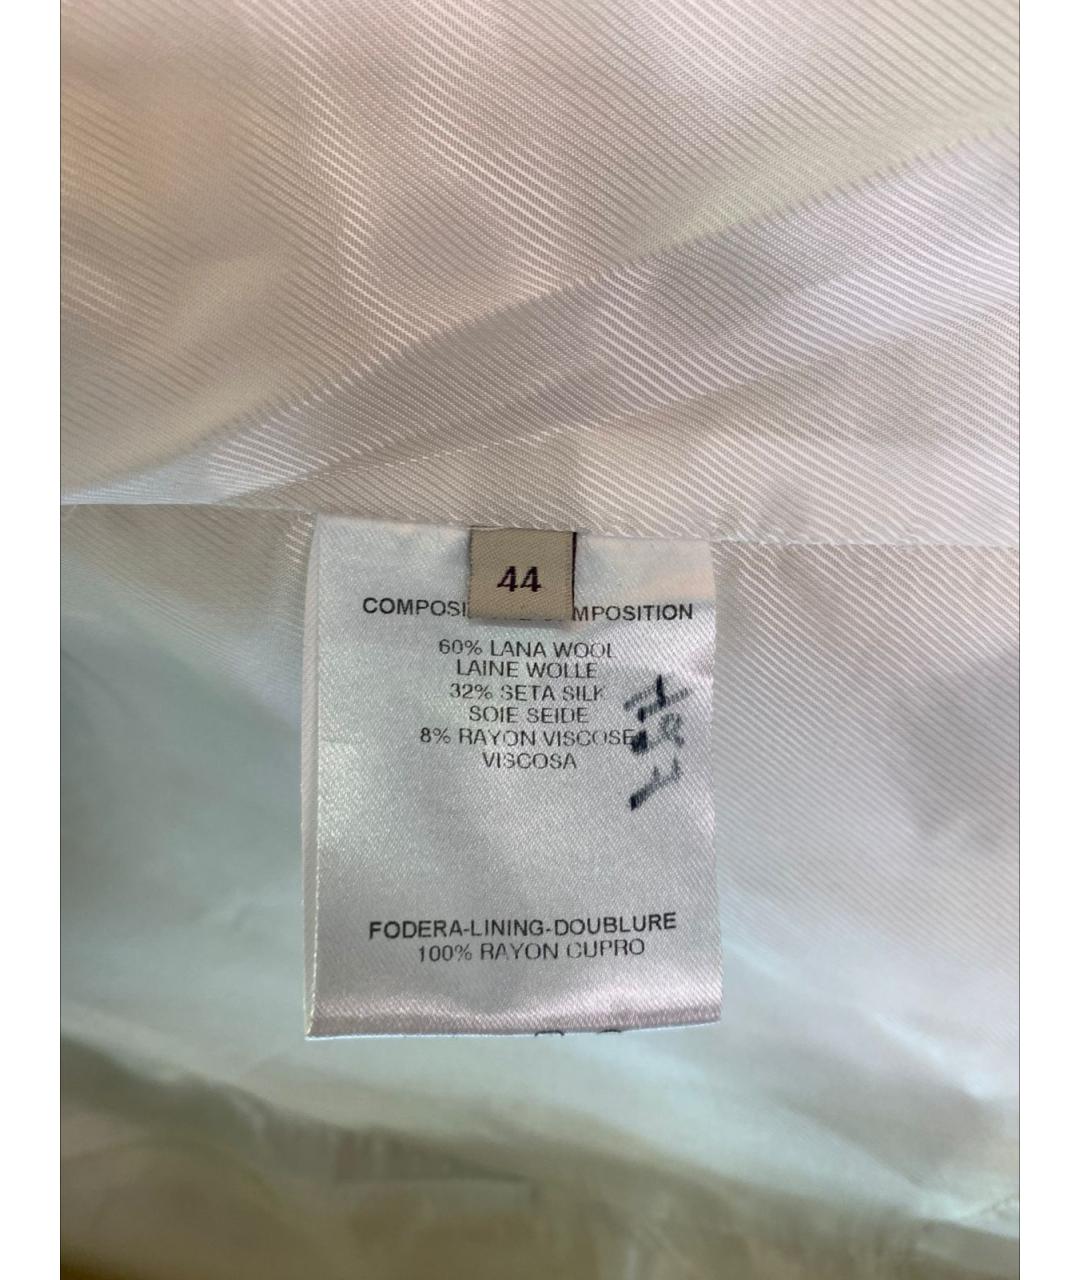 44
COMPOSI MPOSITION
60% LANA WOOL
LAINE WOLLE
32% SETA SILK
SOIE SEIDE
8% RAYON VISCOSE
VISCOSA
FODERA-LINING-DOUBLURE
100% RAYON CUPRO